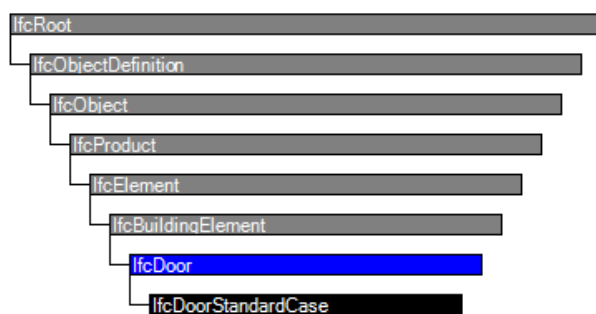 IfcRoot
IfcObjectDefinition
IfcObject
IfcProduct
IfcElement
IfcBuildingElement
IfcDoor
IfcDoorStandardCase